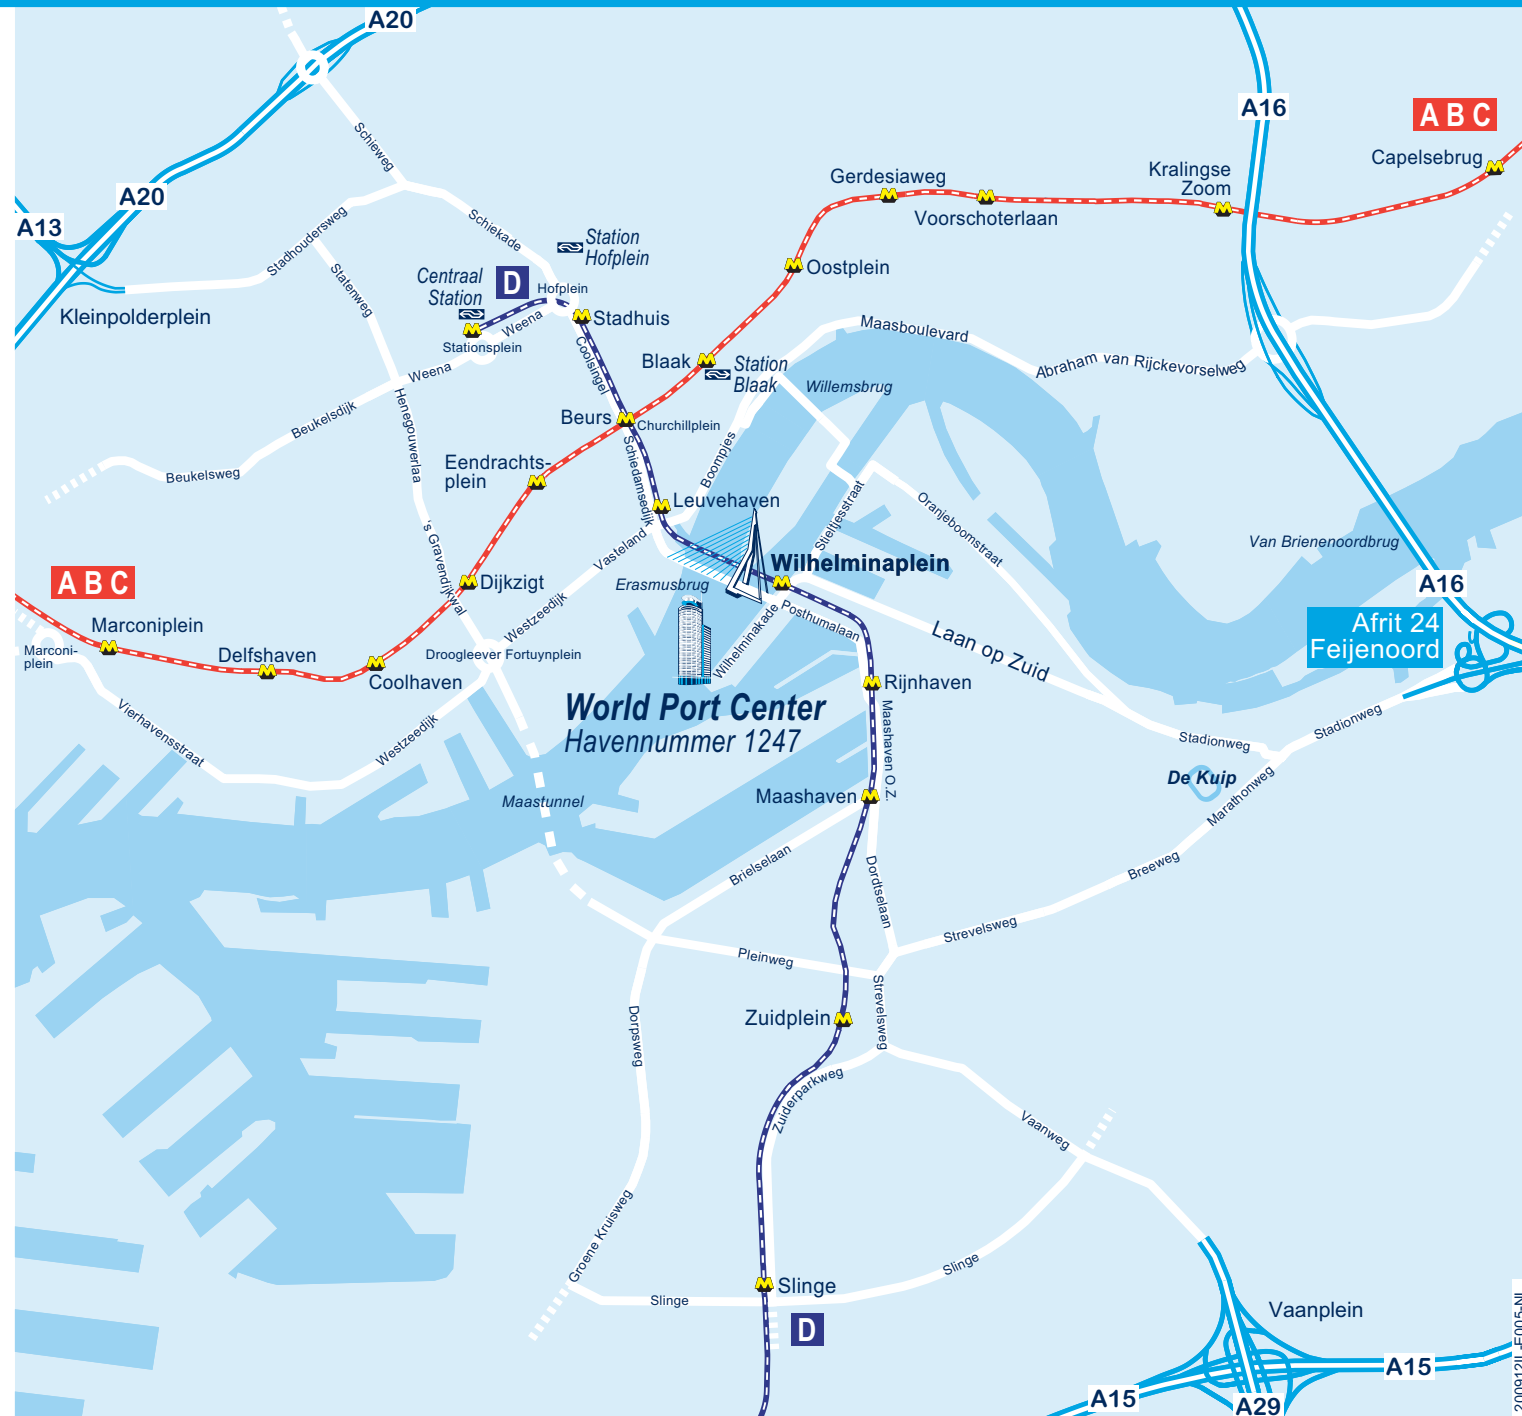 A20
A16
A B C
Capelsebrug
Kralingse
Zoom
Gerdesiaweg
Voorschoterlaan
Schieweg
A20
A13
Stadhoudersweg
Schiekade
Station
Hofplein
Centraal
Station
D
Hofplein
Statenweg
Oostplein
Kleinpolderplein
Stadhuis
Weena
Stationsplein
Maasboulevard
Coolsingel
Blaak
Station
Blaak
Abraham van Rijckevorselweg
Weena
Willemsbrug
Henegouwerlaa
Beukelsdijk
Beurs
Churchillplein
Beukelsweg
Eendrachts-
plein
Schiedamsedijk
Boompjes
Leuvehaven
Stieltjesstraat
Oranjeboomstraat
's Gravendijkwal
Vasteland
Van Brienenoordbrug
Wilhelminaplein
A B C
Dijkzigt
Erasmusbrug
A16
Westzeedijk
Posthumalaan
Wilhelminakade
Laan op Zuid
Afrit 24
Feijenoord
Marconiplein
Marconi-
plein
Delfshaven
Droogleever Fortuynplein
Coolhaven
Rijnhaven
World Port Center
Havennummer 1247
Vierhavensstraat
Westzeedijk
Maashaven O.Z.
Stadionweg
Stadionweg
De Kuip
Marathonweg
Maastunnel
Maashaven
Brielselaan
Dordtselaan
Breeweg
Strevelsweg
Pleinweg
Strevelsweg
Zuidplein
Dorpsweg
Zuiderparkweg
Vaanweg
Groene Kruisweg
Slinge
Slinge
Slinge
D
Vaanplein
A15
A15
A29
200912IL-E005-NL